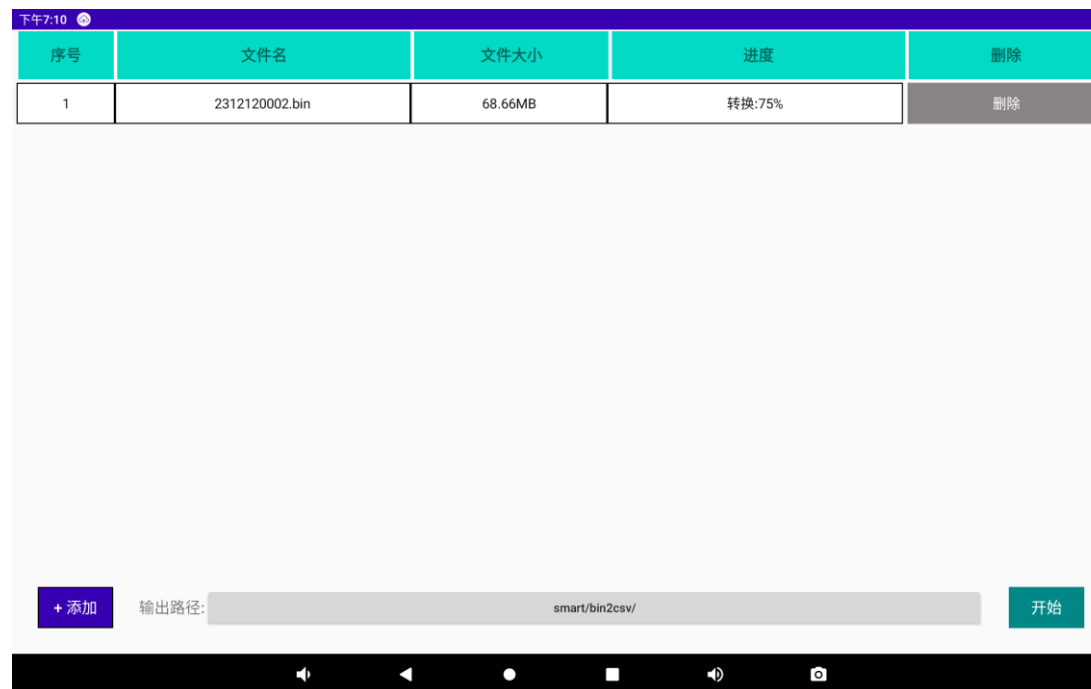 下午7:10
序号 文件名 文件大小 进度 删除
1 2312120002.bin 68.66MB 转换:75% 删除
+ 添加 输出路径: smart/bin2csv/ 开始